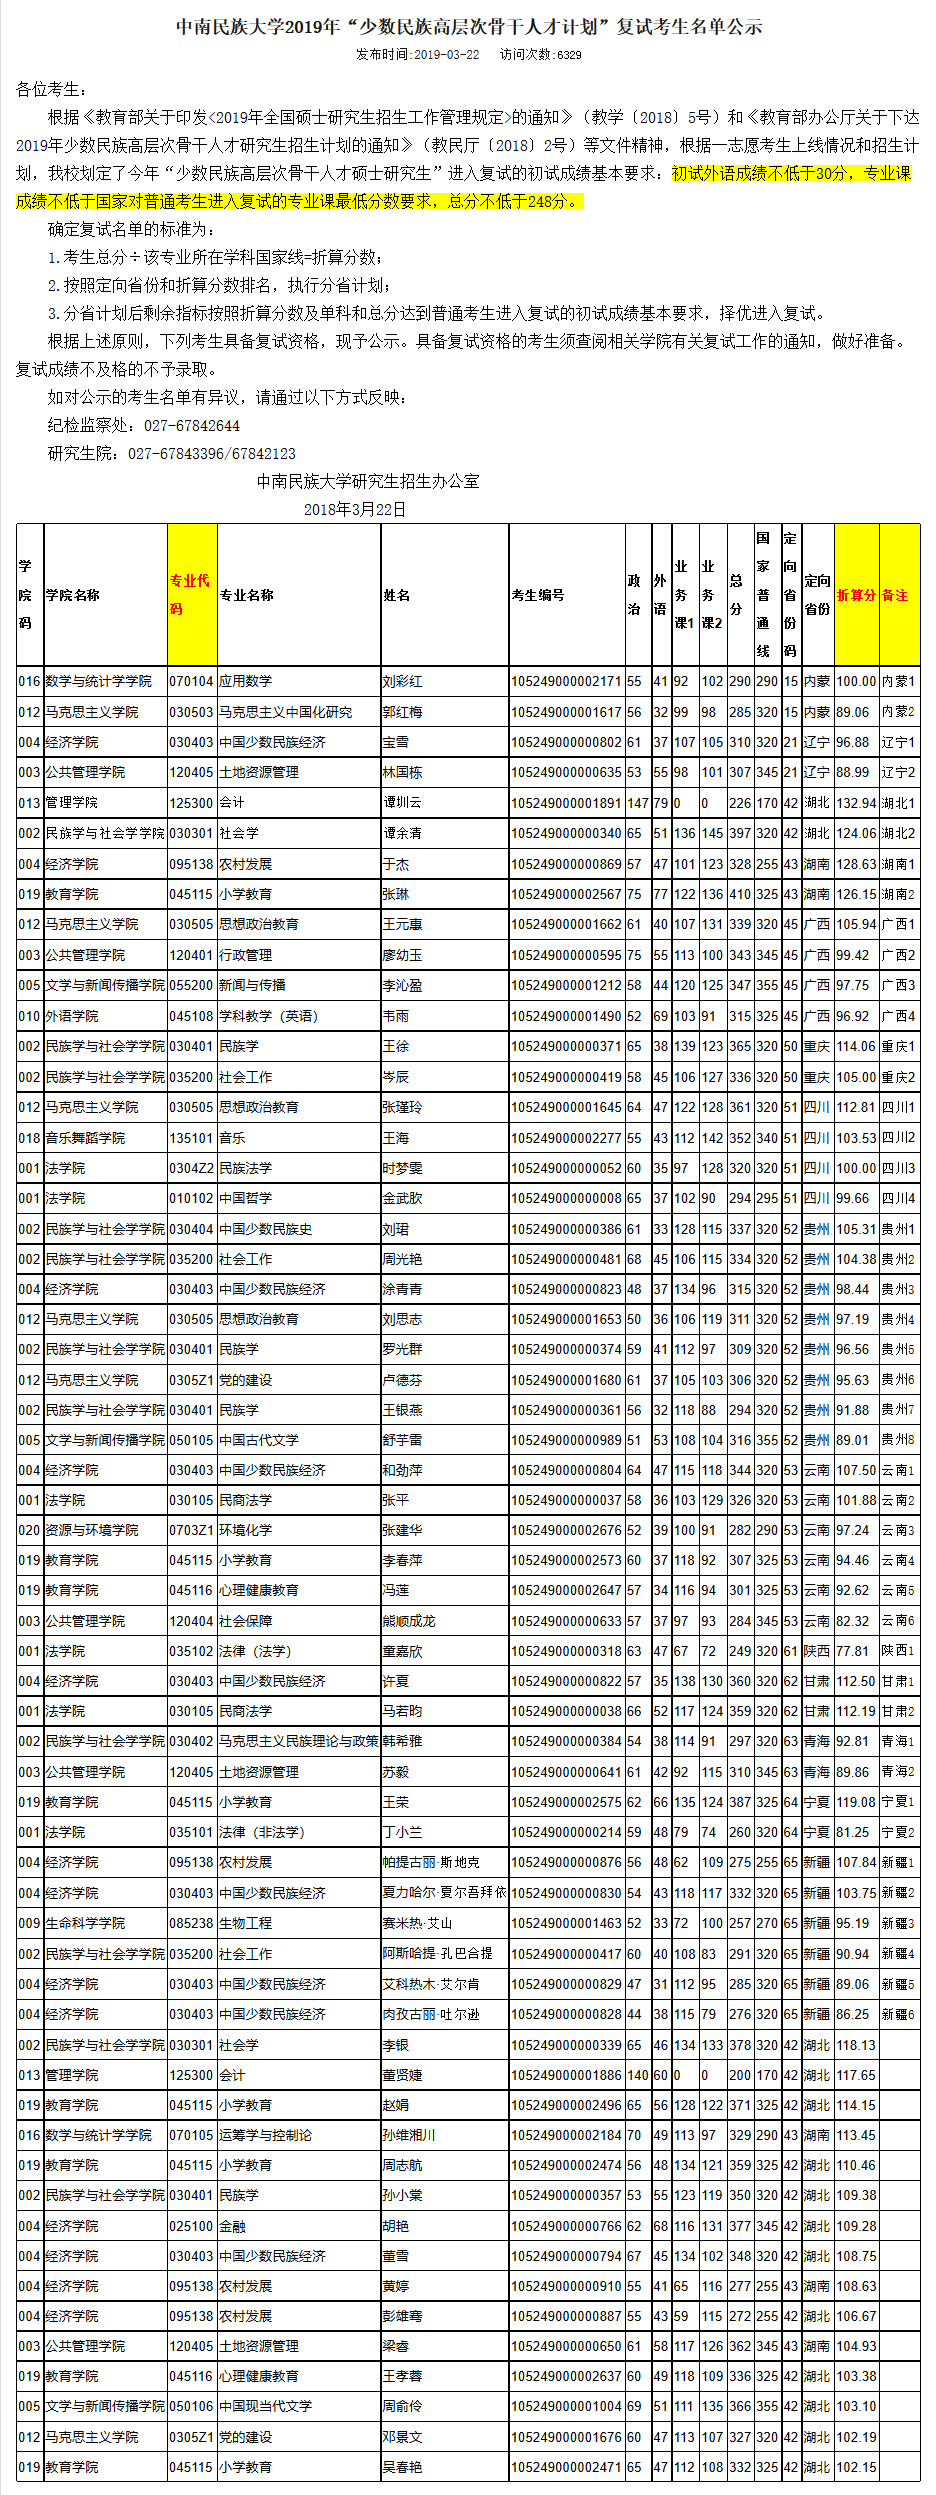 中南民族大学2019年“少数民族高层次骨干人才计划”复试考生名单公示
发布时间:2019-03-22 访问次数:6329
各位考生：
根据《教育部关于印发<2019年全国硕士研究生招生工作管理规定>的通知》（教学〔2018〕5号）和《教育部办公厅关于下达
2019年少数民族高层次骨干人才研究生招生计划的通知》（教民厅〔2018〕2号）等文件精神，根据一志愿考生上线情况和招生计
划，我校划定了今年“少数民族高层次骨干人才硕士研究生”进入复试的初试成绩基本要求：初试外语成绩不低于30分，专业课
成绩不低于国家对普通考生进入复试的专业课最低分数要求，总分不低于248分。
确定复试名单的标准为：
1.考生总分÷该专业所在学科国家线=折算分数；
2.按照定向省份和折算分数排名，执行分省计划；
3.分省计划后剩余指标按照折算分数及单科和总分达到普通考生进入复试的初试成绩基本要求，择优进入复试。
根据上述原则，下列考生具备复试资格，现予公示。具备复试资格的考生须查阅相关学院有关复试工作的通知，做好准备。
复试成绩不及格的不予录取。
如对公示的考生名单有异议，请通过以下方式反映：
纪检监察处：027-67842644
研究生院：027-67843396/67842123
中南民族大学研究生招生办公室
2018年3月22日
学院码 学院名称 专业代码 专业名称 姓名 考生编号 政治 外语 业务课1 业务课2 总分 国家普通线 定向省份码 定向省份 折算分 备注
016 数学与统计学学院 070104 应用数学 刘彩红 105249000002171 55 41 92 102 290 290 15 内蒙 100.00 内蒙1
012 马克思主义学院 030503 马克思主义中国化研究 郭红梅 105249000001617 56 32 99 98 285 320 15 内蒙 89.06 内蒙2
004 经济学院 030403 中国少数民族经济 宝雪 105249000000802 61 37 107 105 310 320 21 辽宁 96.88 辽宁1
003 公共管理学院 120405 土地资源管理 林国栋 105249000000635 53 55 98 101 307 345 21 辽宁 88.99 辽宁2
013 管理学院 125300 会计 谭圳云 105249000001891 147 79 0 0 226 170 42 湖北 132.94 湖北1
002 民族学与社会学学院 030301 社会学 谭余清 105249000000340 65 51 136 145 397 320 42 湖北 124.06 湖北2
004 经济学院 095138 农村发展 于杰 105249000000869 57 47 101 123 328 255 43 湖南 128.63 湖南1
019 教育学院 045115 小学教育 张琳 105249000002567 75 77 122 136 410 325 43 湖南 126.15 湖南2
012 马克思主义学院 030505 思想政治教育 王元惠 105249000001662 61 40 107 131 339 320 45 广西 105.94 广西1
003 公共管理学院 120401 行政管理 廖幼玉 105249000000595 75 55 113 100 343 345 45 广西 99.42 广西2
005 文学与新闻传播学院 055200 新闻与传播 李沁盈 105249000001212 58 44 120 125 347 355 45 广西 97.75 广西3
010 外语学院 045108 学科教学（英语） 韦雨 105249000001490 52 69 103 91 315 325 45 广西 96.92 广西4
002 民族学与社会学学院 030401 民族学 王徐 105249000000371 65 38 139 123 365 320 50 重庆 114.06 重庆1
002 民族学与社会学学院 035200 社会工作 岑辰 105249000000419 58 45 106 127 336 320 50 重庆 105.00 重庆2
012 马克思主义学院 030505 思想政治教育 张瑾玲 105249000001645 64 47 122 128 361 320 51 四川 112.81 四川1
018 音乐舞蹈学院 135101 音乐 王海 105249000002277 55 43 112 142 352 340 51 四川 103.53 四川2
001 法学院 0304Z2 民族法学 时梦雯 105249000000052 60 35 97 128 320 320 51 四川 100.00 四川3
001 法学院 010102 中国哲学 金武肷 105249000000008 65 37 102 90 294 295 51 四川 99.66 四川4
002 民族学与社会学学院 030404 中国少数民族史 刘珺 105249000000386 61 33 128 115 337 320 52 贵州 105.31 贵州1
002 民族学与社会学学院 035200 社会工作 周光艳 105249000000481 68 45 106 115 334 320 52 贵州 104.38 贵州2
004 经济学院 030403 中国少数民族经济 涂青青 105249000000823 48 37 134 96 315 320 52 贵州 98.44 贵州3
012 马克思主义学院 030505 思想政治教育 刘思志 105249000001653 50 36 106 119 311 320 52 贵州 97.19 贵州4
002 民族学与社会学学院 030401 民族学 罗光群 105249000000374 59 41 112 97 309 320 52 贵州 96.56 贵州5
012 马克思主义学院 0305Z1 党的建设 卢德芬 105249000001680 61 37 105 103 306 320 52 贵州 95.63 贵州6
002 民族学与社会学学院 030401 民族学 王银燕 105249000000361 56 32 118 88 294 320 52 贵州 91.88 贵州7
005 文学与新闻传播学院 050105 中国古代文学 舒芋雷 105249000000989 51 53 108 104 316 355 52 贵州 89.01 贵州8
004 经济学院 030403 中国少数民族经济 和劲萍 105249000000804 64 47 115 118 344 320 53 云南 107.50 云南1
001 法学院 030105 民商法学 张平 105249000000037 58 36 103 129 326 320 53 云南 101.88 云南2
020 资源与环境学院 0703Z1 环境化学 张建华 105249000002676 52 39 100 91 282 290 53 云南 97.24 云南3
019 教育学院 045115 小学教育 李春萍 105249000002573 60 37 118 92 307 325 53 云南 94.46 云南4
019 教育学院 045116 心理健康教育 冯莲 105249000002647 57 34 116 94 301 325 53 云南 92.62 云南5
003 公共管理学院 120404 社会保障 熊顺成龙 105249000000633 57 37 97 93 284 345 53 云南 82.32 云南6
001 法学院 035102 法律（法学） 童嘉欣 105249000000318 63 47 67 72 249 320 61 陕西 77.81 陕西1
004 经济学院 030403 中国少数民族经济 许夏 105249000000822 57 35 138 130 360 320 62 甘肃 112.50 甘肃1
001 法学院 030105 民商法学 马若昀 105249000000038 66 52 117 124 359 320 62 甘肃 112.19 甘肃2
002 民族学与社会学学院 030402 马克思主义民族理论与政策 韩希雅 105249000000384 54 38 114 91 297 320 63 青海 92.81 青海1
003 公共管理学院 120405 土地资源管理 苏毅 105249000000641 61 42 92 115 310 345 63 青海 89.86 青海2
019 教育学院 045115 小学教育 王荣 105249000002575 62 66 135 124 387 325 64 宁夏 119.08 宁夏1
001 法学院 035101 法律（非法学） 丁小兰 105249000000214 59 48 79 74 260 320 64 宁夏 81.25 宁夏2
004 经济学院 095138 农村发展 帕提古丽·斯地克 105249000000876 56 48 62 109 275 255 65 新疆 107.84 新疆1
004 经济学院 030403 中国少数民族经济 夏力哈尔·夏尔吾拜依 105249000000830 54 43 118 117 332 320 65 新疆 103.75 新疆2
009 生命科学学院 085238 生物工程 赛米热·艾山 105249000001463 52 33 72 100 257 270 65 新疆 95.19 新疆3
002 民族学与社会学学院 035200 社会工作 阿斯哈提·孔巴合提 105249000000417 60 40 108 83 291 320 65 新疆 90.94 新疆4
004 经济学院 030403 中国少数民族经济 艾科热木·艾尔肯 105249000000829 47 31 112 95 285 320 65 新疆 89.06 新疆5
004 经济学院 030403 中国少数民族经济 肉孜古丽·吐尔逊 105249000000828 44 38 115 79 276 320 65 新疆 86.25 新疆6
002 民族学与社会学学院 030301 社会学 李银 105249000000339 65 46 134 133 378 320 42 湖北 118.13
013 管理学院 125300 会计 董贤婕 105249000001886 140 60 0 0 200 170 42 湖北 117.65
019 教育学院 045115 小学教育 赵娟 105249000002496 65 56 128 122 371 325 42 湖北 114.15
016 数学与统计学学院 070105 运筹学与控制论 孙维湘川 105249000002184 70 49 113 97 329 290 43 湖南 113.45
019 教育学院 045115 小学教育 周志航 105249000002474 56 48 134 121 359 325 42 湖北 110.46
002 民族学与社会学学院 030401 民族学 孙小棠 105249000000357 53 55 123 119 350 320 42 湖北 109.38
004 经济学院 025100 金融 胡艳 105249000000766 62 68 116 131 377 345 42 湖北 109.28
004 经济学院 030403 中国少数民族经济 董雪 105249000000794 67 45 134 102 348 320 42 湖北 108.75
004 经济学院 095138 农村发展 黄婷 105249000000910 55 41 65 116 277 255 43 湖南 108.63
004 经济学院 095138 农村发展 彭雄骞 105249000000887 55 43 59 115 272 255 42 湖北 106.67
003 公共管理学院 120405 土地资源管理 梁睿 105249000000650 61 58 117 126 362 345 43 湖南 104.93
019 教育学院 045116 心理健康教育 王孝蓉 105249000002637 60 49 118 109 336 325 42 湖北 103.38
005 文学与新闻传播学院 050106 中国现当代文学 周俞伶 105249000001004 69 51 111 135 366 355 42 湖北 103.10
012 马克思主义学院 0305Z1 党的建设 邓景文 105249000001676 60 47 113 107 327 320 42 湖北 102.19
019 教育学院 045115 小学教育 吴春艳 105249000002471 65 47 112 108 332 325 42 湖北 102.15